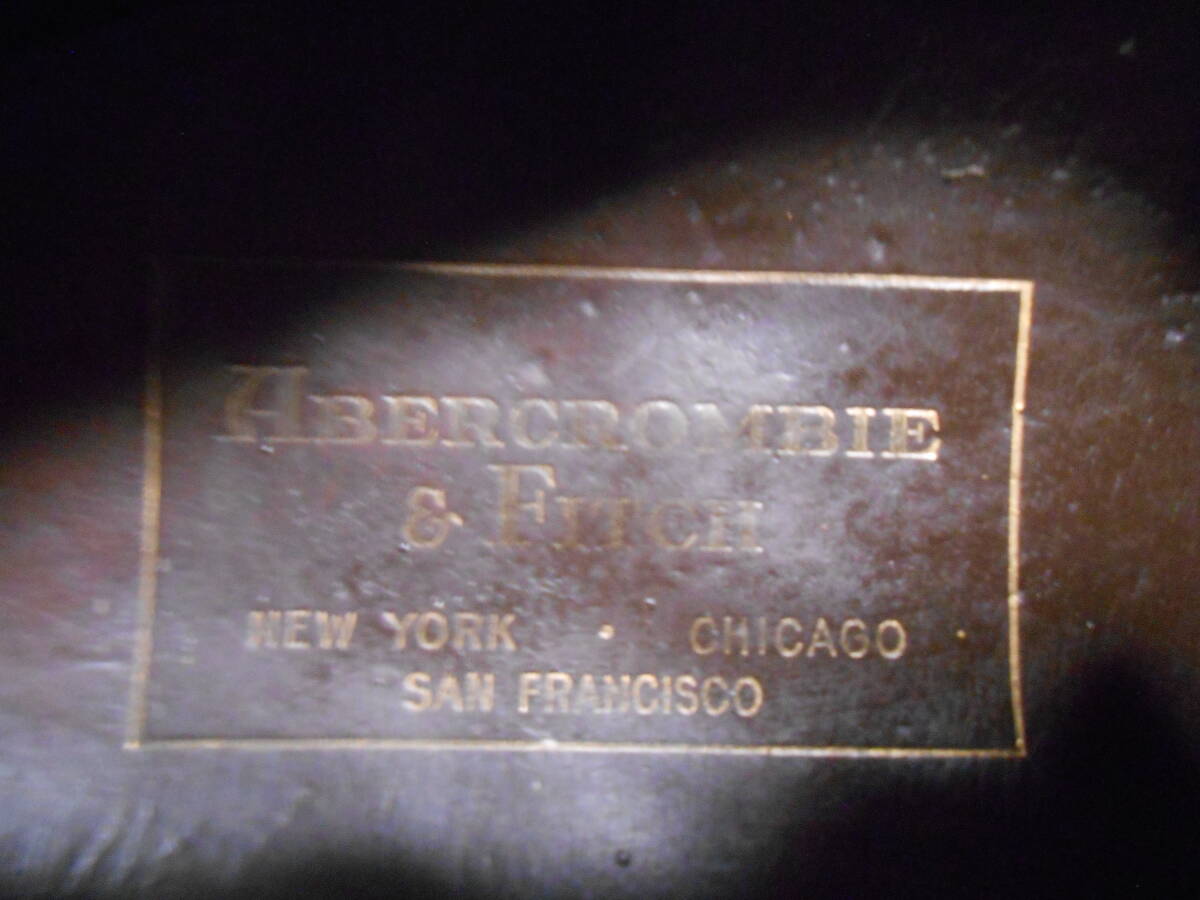 ABERCROMBIE
& FITCH
NEW YORK · CHICAGO ·
SAN FRANCISCO